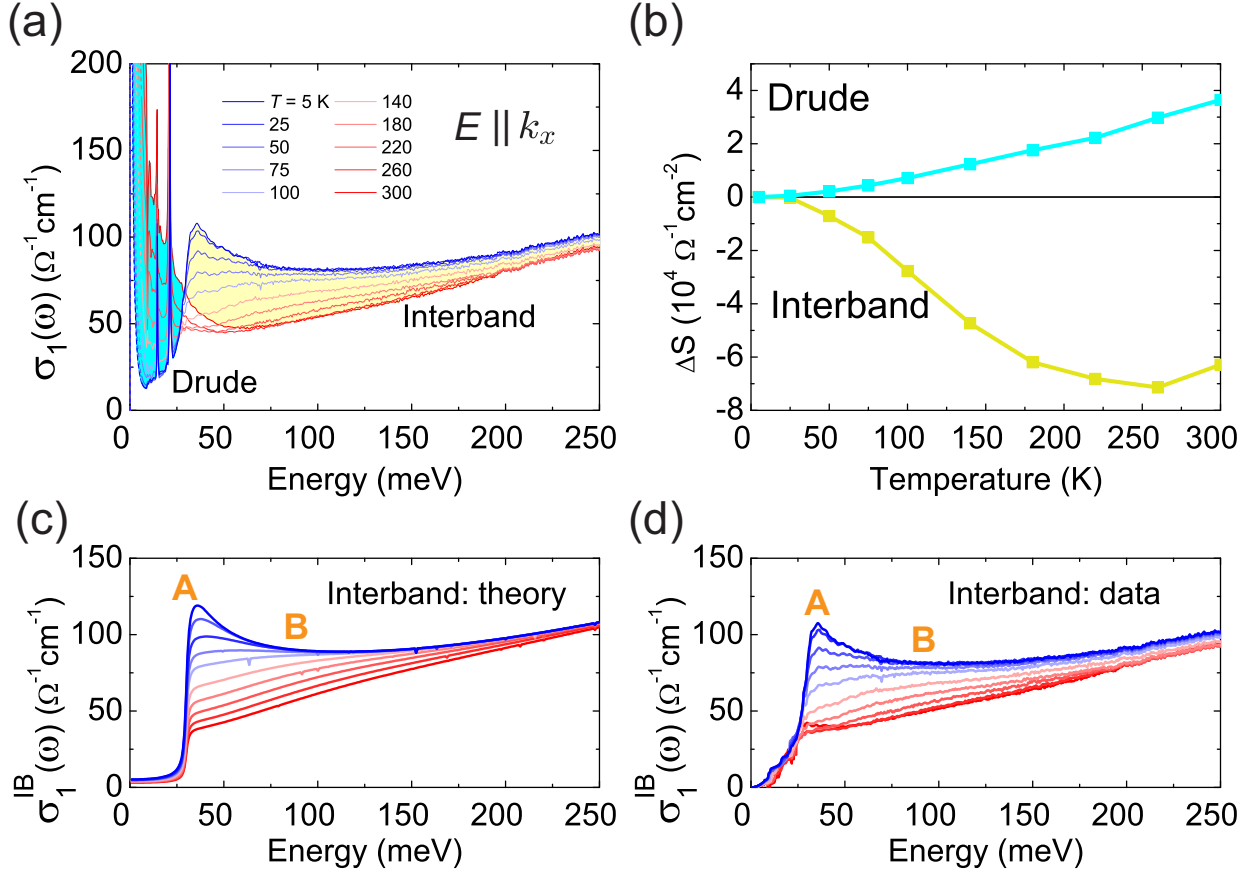 (a)
200
150
100
50
0
σ₁(ω) (Ω⁻¹cm⁻¹)
T = 5 K
25
50
75
100
140
180
220
260
300
E || kₓ
Interband
Drude
0 50 100 150 200 250
Energy (meV)
(b)
4
2
0
-2
-4
-6
-8
ΔS (10⁴ Ω⁻¹cm⁻²)
Drude
Interband
0 50 100 150 200 250 300
Temperature (K)
(c)
150
100
50
0
σ₁ᴵᴮ(ω) (Ω⁻¹cm⁻¹)
A
B
Interband: theory
0 50 100 150 200 250
Energy (meV)
(d)
150
100
50
0
σ₁ᴵᴮ(ω) (Ω⁻¹cm⁻¹)
A
B
Interband: data
0 50 100 150 200 250
Energy (meV)